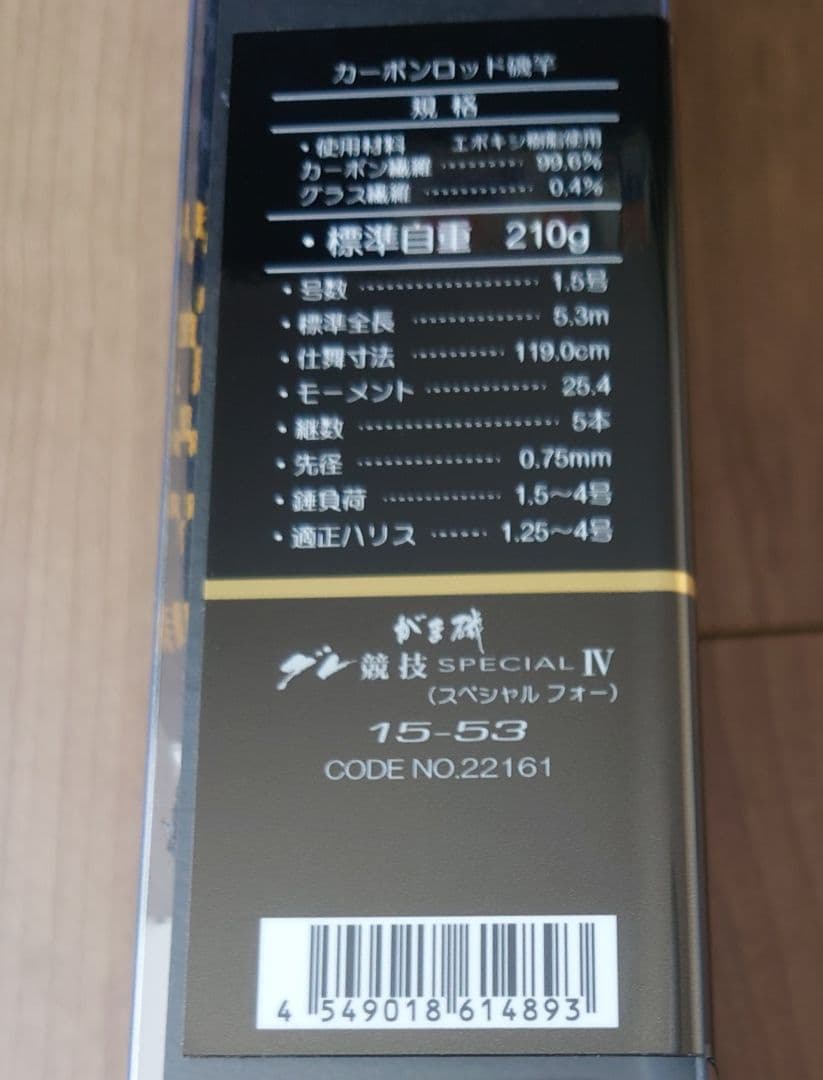 カーボンロッド磯竿
規格
・使用材料 エポキシ樹脂使用
カーボン繊維 ……… 99.6%
グラス繊維 ………… 0.4%
・標準自重 210g
・号数 ………………… 1.5号
・標準全長 …………… 5.3m
・仕舞寸法 ………… 119.0cm
・モーメント ………… 25.4
・継数 ………………… 5本
・先径 ……………… 0.75mm
・錘負荷 …………… 1.5〜4号
・適正ハリス …… 1.25〜4号
がま磯
グレ競技 SPECIAL Ⅳ
(スペシャル フォー)
15-53
CODE NO.22161
4 549018 614893